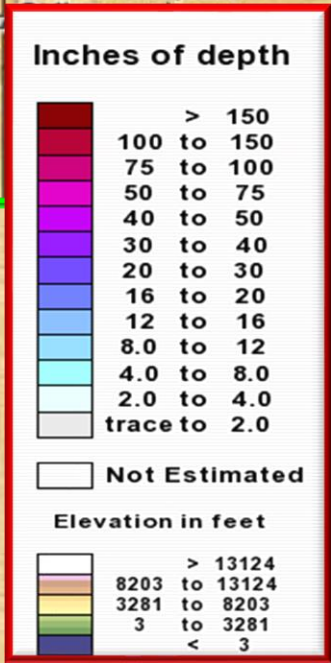 Inches of depth
> 150
100 to 150
75 to 100
50 to 75
40 to 50
30 to 40
20 to 30
16 to 20
12 to 16
8.0 to 12
4.0 to 8.0
2.0 to 4.0
trace to 2.0
Not Estimated
Elevation in feet
> 13124
8203 to 13124
3281 to 8203
3 to 3281
< 3